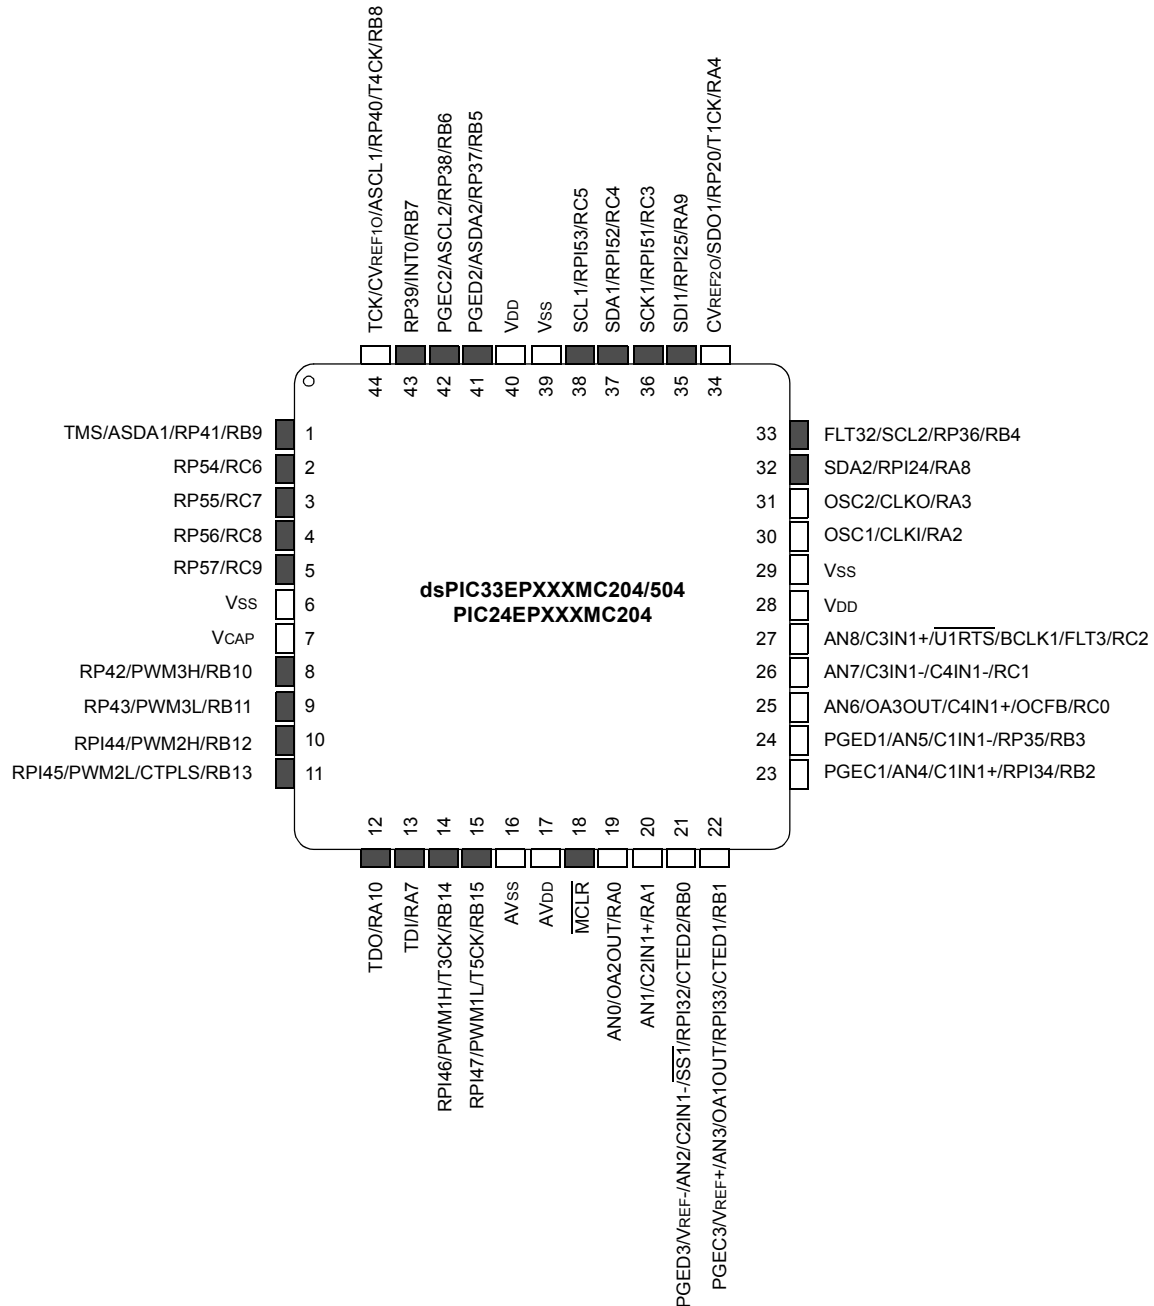 TCK/CVREF1O/ASCL1/RP40/T4CK/RB8
RP39/INT0/RB7
PGEC2/ASCL2/RP38/RB6
PGED2/ASDA2/RP37/RB5
VDD
VSS
SCL1/RPI53/RC5
SDA1/RPI52/RC4
SCK1/RPI51/RC3
SDI1/RPI25/RA9
CVREF2O/SDO1/RP20/T1CK/RA4
44
43
42
41
40
39
38
37
36
35
34
TMS/ASDA1/RP41/RB9 1
RP54/RC6 2
RP55/RC7 3
RP56/RC8 4
RP57/RC9 5
VSS 6
VCAP 7
RP42/PWM3H/RB10 8
RP43/PWM3L/RB11 9
RPI44/PWM2H/RB12 10
RPI45/PWM2L/CTPLS/RB13 11
dsPIC33EPXXXMC204/504
PIC24EPXXXMC204
33 FLT32/SCL2/RP36/RB4
32 SDA2/RPI24/RA8
31 OSC2/CLKO/RA3
30 OSC1/CLKI/RA2
29 VSS
28 VDD
27 AN8/C3IN1+/U1RTS/BCLK1/FLT3/RC2
26 AN7/C3IN1-/C4IN1-/RC1
25 AN6/OA3OUT/C4IN1+/OCFB/RC0
24 PGED1/AN5/C1IN1-/RP35/RB3
23 PGEC1/AN4/C1IN1+/RPI34/RB2
12
13
14
15
16
17
18
19
20
21
22
TDO/RA10
TDI/RA7
RPI46/PWM1H/T3CK/RB14
RPI47/PWM1L/T5CK/RB15
AVSS
AVDD
MCLR
AN0/OA2OUT/RA0
AN1/C2IN1+/RA1
PGED3/VREF-/AN2/C2IN1-/SS1/RPI32/CTED2/RB0
PGEC3/VREF+/AN3/OA1OUT/RPI33/CTED1/RB1